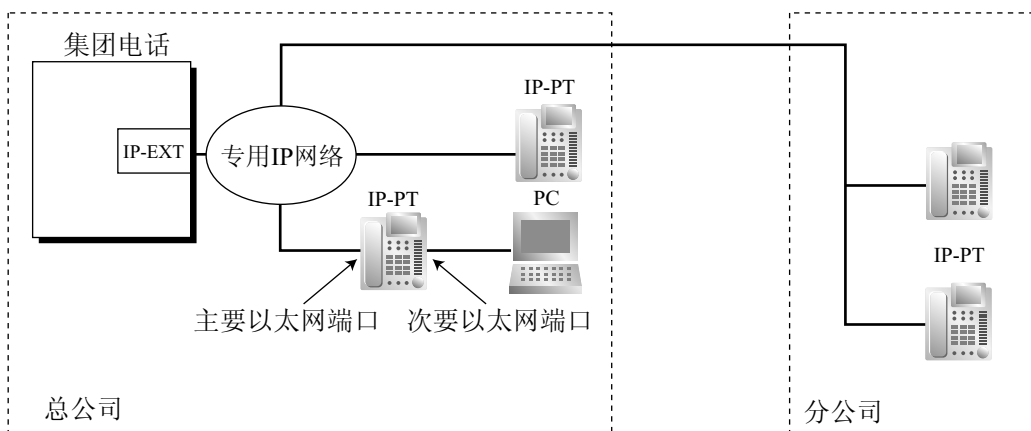 集团电话
IP-EXT
专用IP网络
IP-PT
IP-PT
PC
主要以太网端口
次要以太网端口
总公司
IP-PT
分公司